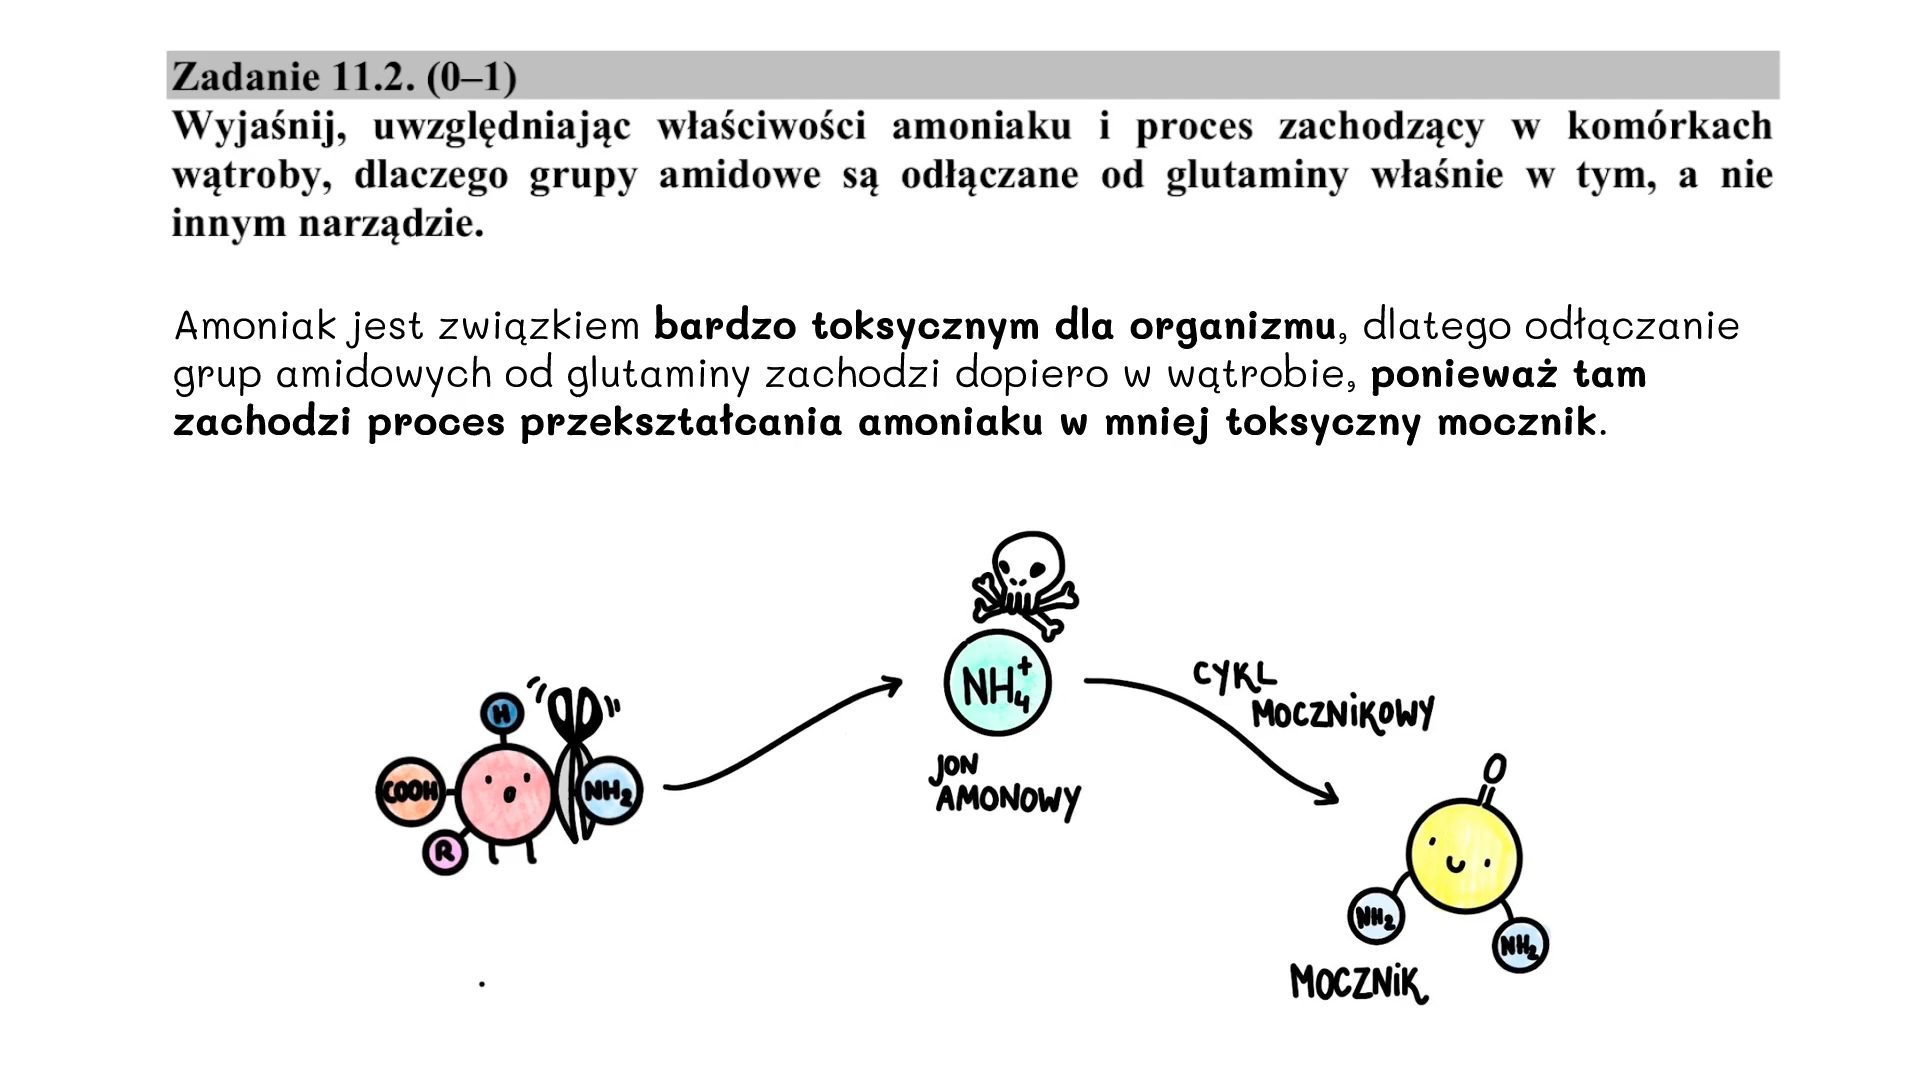 Zadanie 11.2. (0–1)
Wyjaśnij, uwzględniając właściwości amoniaku i proces zachodzący w komórkach
wątroby, dlaczego grupy amidowe są odłączane od glutaminy właśnie w tym, a nie
innym narządzie.
Amoniak jest związkiem bardzo toksycznym dla organizmu, dlatego odłączanie
grup amidowych od glutaminy zachodzi dopiero w wątrobie, ponieważ tam
zachodzi proces przekształcania amoniaku w mniej toksyczny mocznik.
H
COOH
NH₂
R
NH₄⁺
JON
AMONOWY
CYKL
MOCZNIKOWY
O
NH₂
NH₂
MOCZNIK